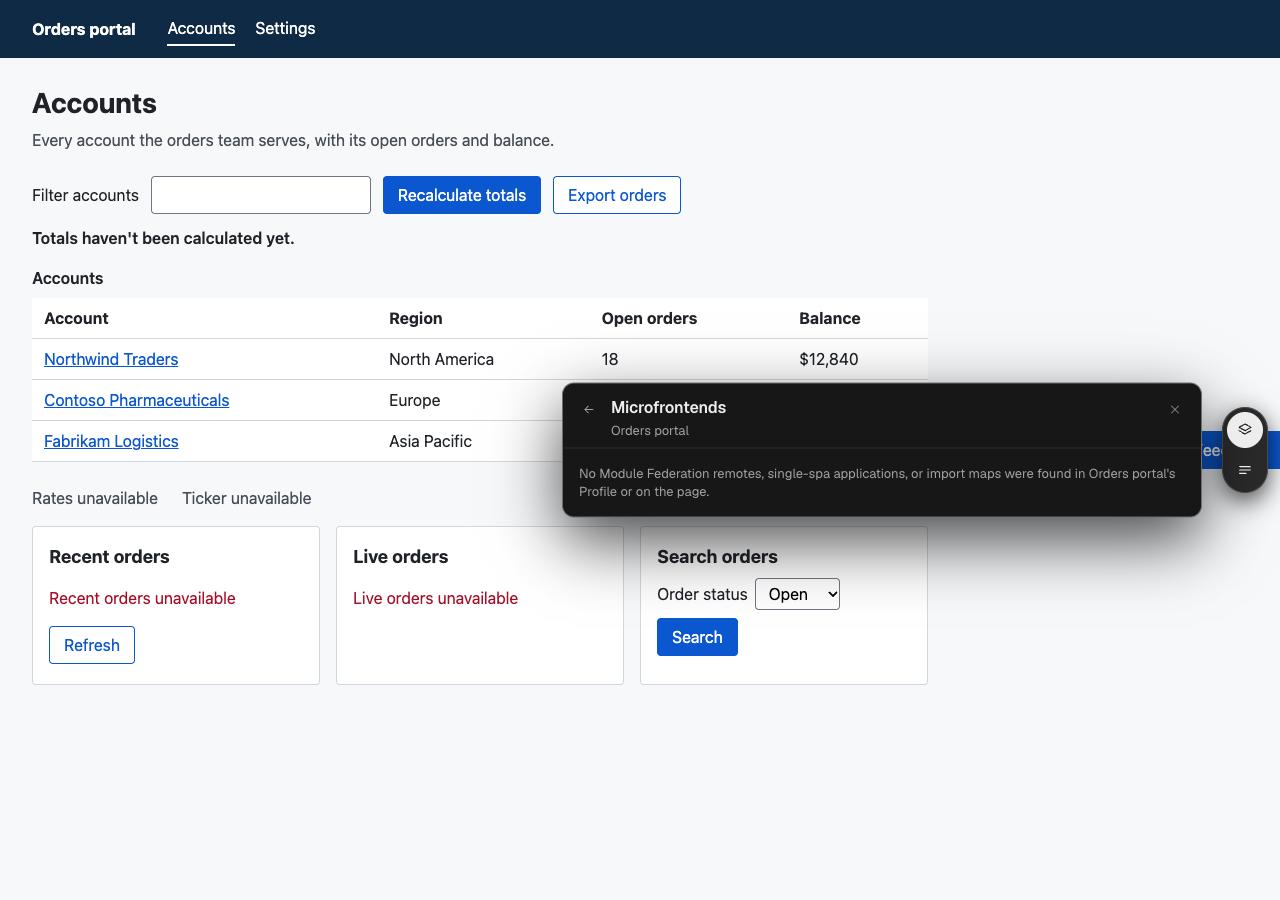 Orders portal Accounts Settings
Accounts
Every account the orders team serves, with its open orders and balance.
Filter accounts Recalculate totals Export orders
Totals haven't been calculated yet.
Accounts
Account Region Open orders Balance
Northwind Traders North America 18 $12,840
Contoso Pharmaceuticals Europe
Fabrikam Logistics Asia Pacific
Microfrontends
Orders portal
No Module Federation remotes, single-spa applications, or import maps were found in Orders portal's
Profile or on the page.
Rates unavailable Ticker unavailable
Recent orders
Recent orders unavailable
Refresh
Live orders
Live orders unavailable
Search orders
Order status Open
Search